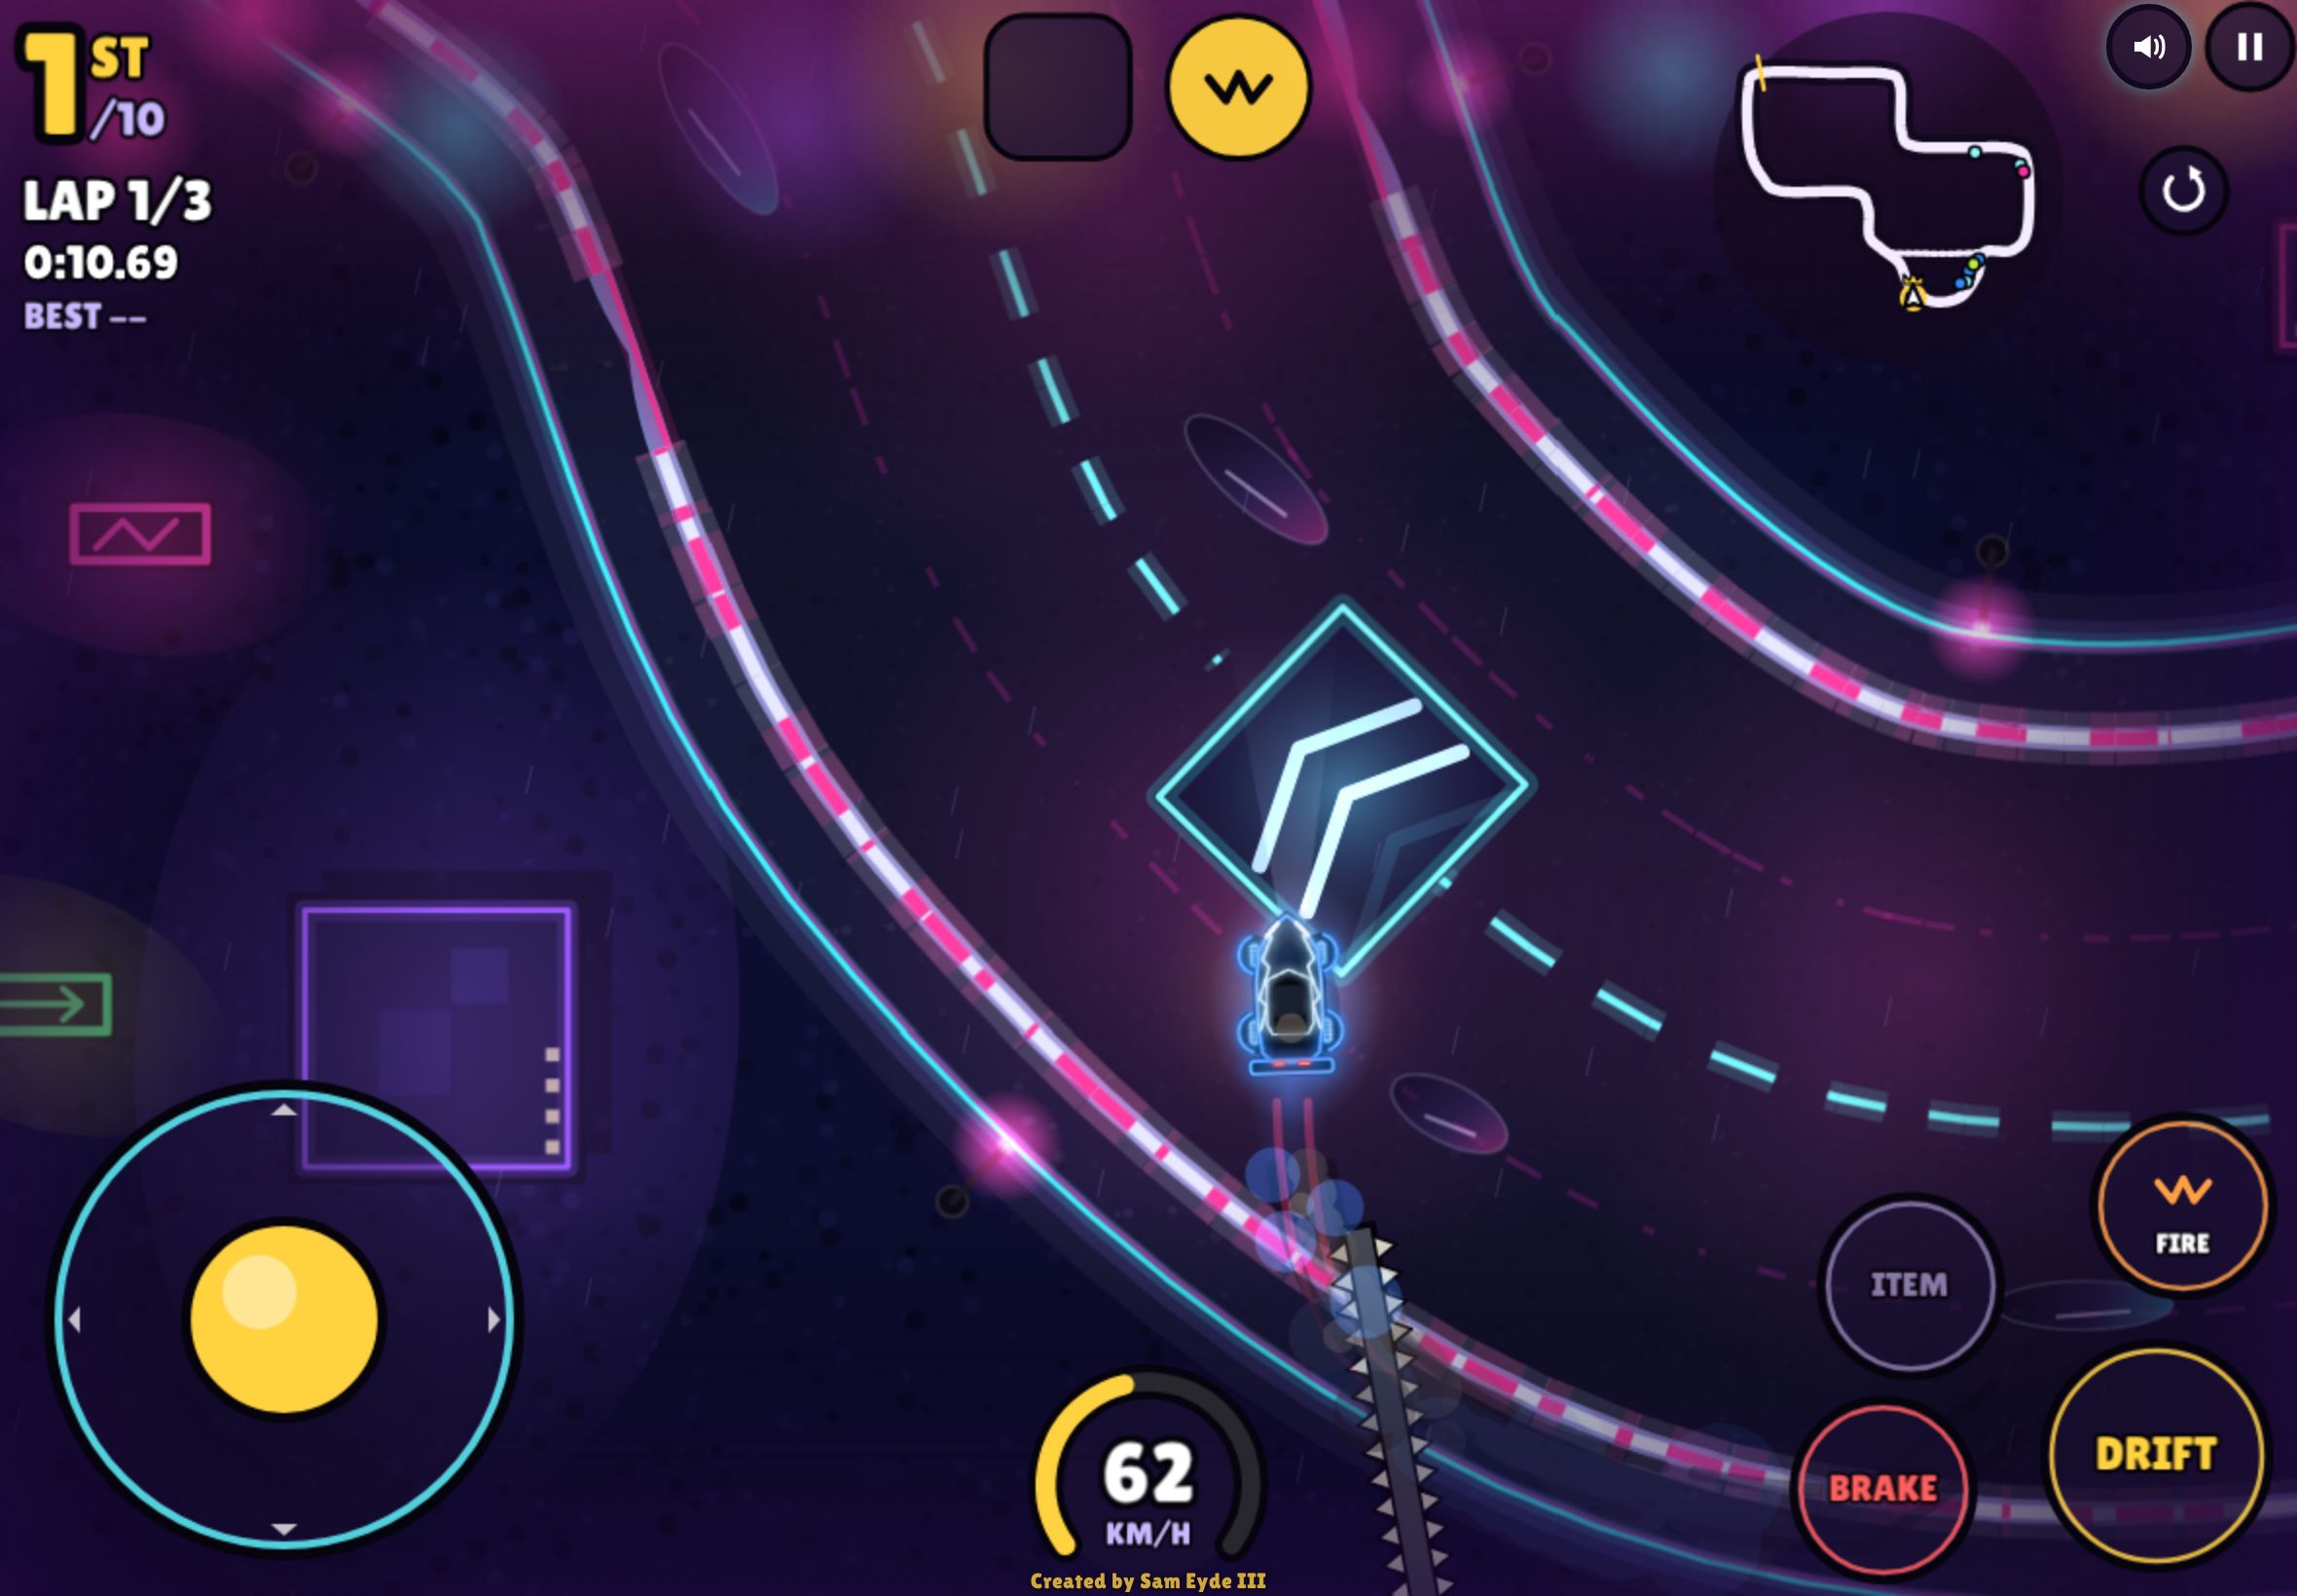 1ST
/10
LAP 1/3
0:10.69
BEST --
FIRE
ITEM
DRIFT
BRAKE
62
KM/H
Created by Sam Eyde III